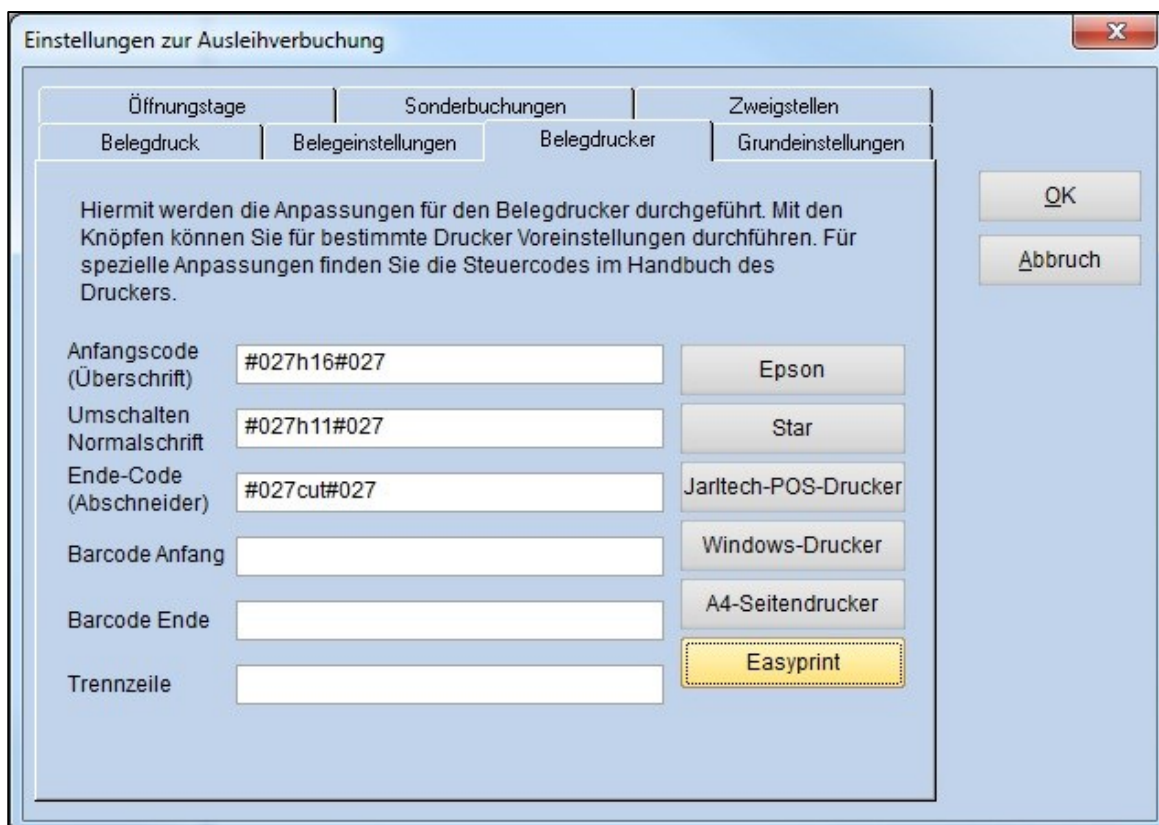 Einstellungen zur Ausleihverbuchung
Öffnungstage
Sonderbuchungen
Zweigstellen
Belegdruck
Belegeinstellungen
Belegdrucker
Grundeinstellungen
Hiermit werden die Anpassungen für den Belegdrucker durchgeführt. Mit den
Knöpfen können Sie für bestimmte Drucker Voreinstellungen durchführen. Für
spezielle Anpassungen finden Sie die Steuercodes im Handbuch des
Druckers.
Anfangscode
(Überschrift)
#027h16#027
Umschalten
Normalschrift
#027h11#027
Ende-Code
(Abschneider)
#027cut#027
Barcode Anfang
Barcode Ende
Trennzeile
Epson
Star
Jarltech-POS-Drucker
Windows-Drucker
A4-Seitendrucker
Easyprint
OK
Abbruch